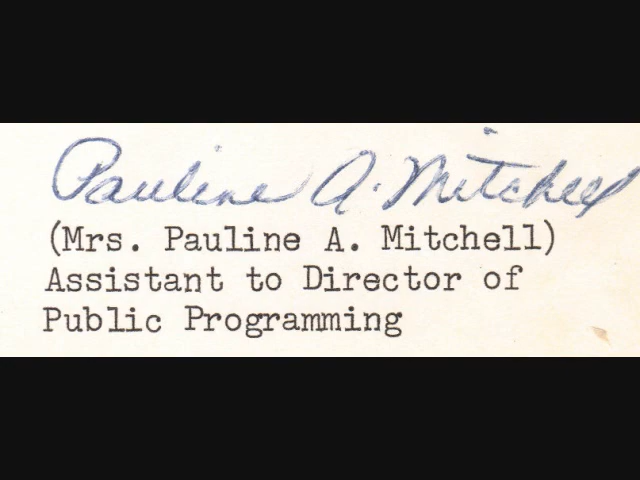 Pauline A. Mitchell
(Mrs. Pauline A. Mitchell)
Assistant to Director of
Public Programming